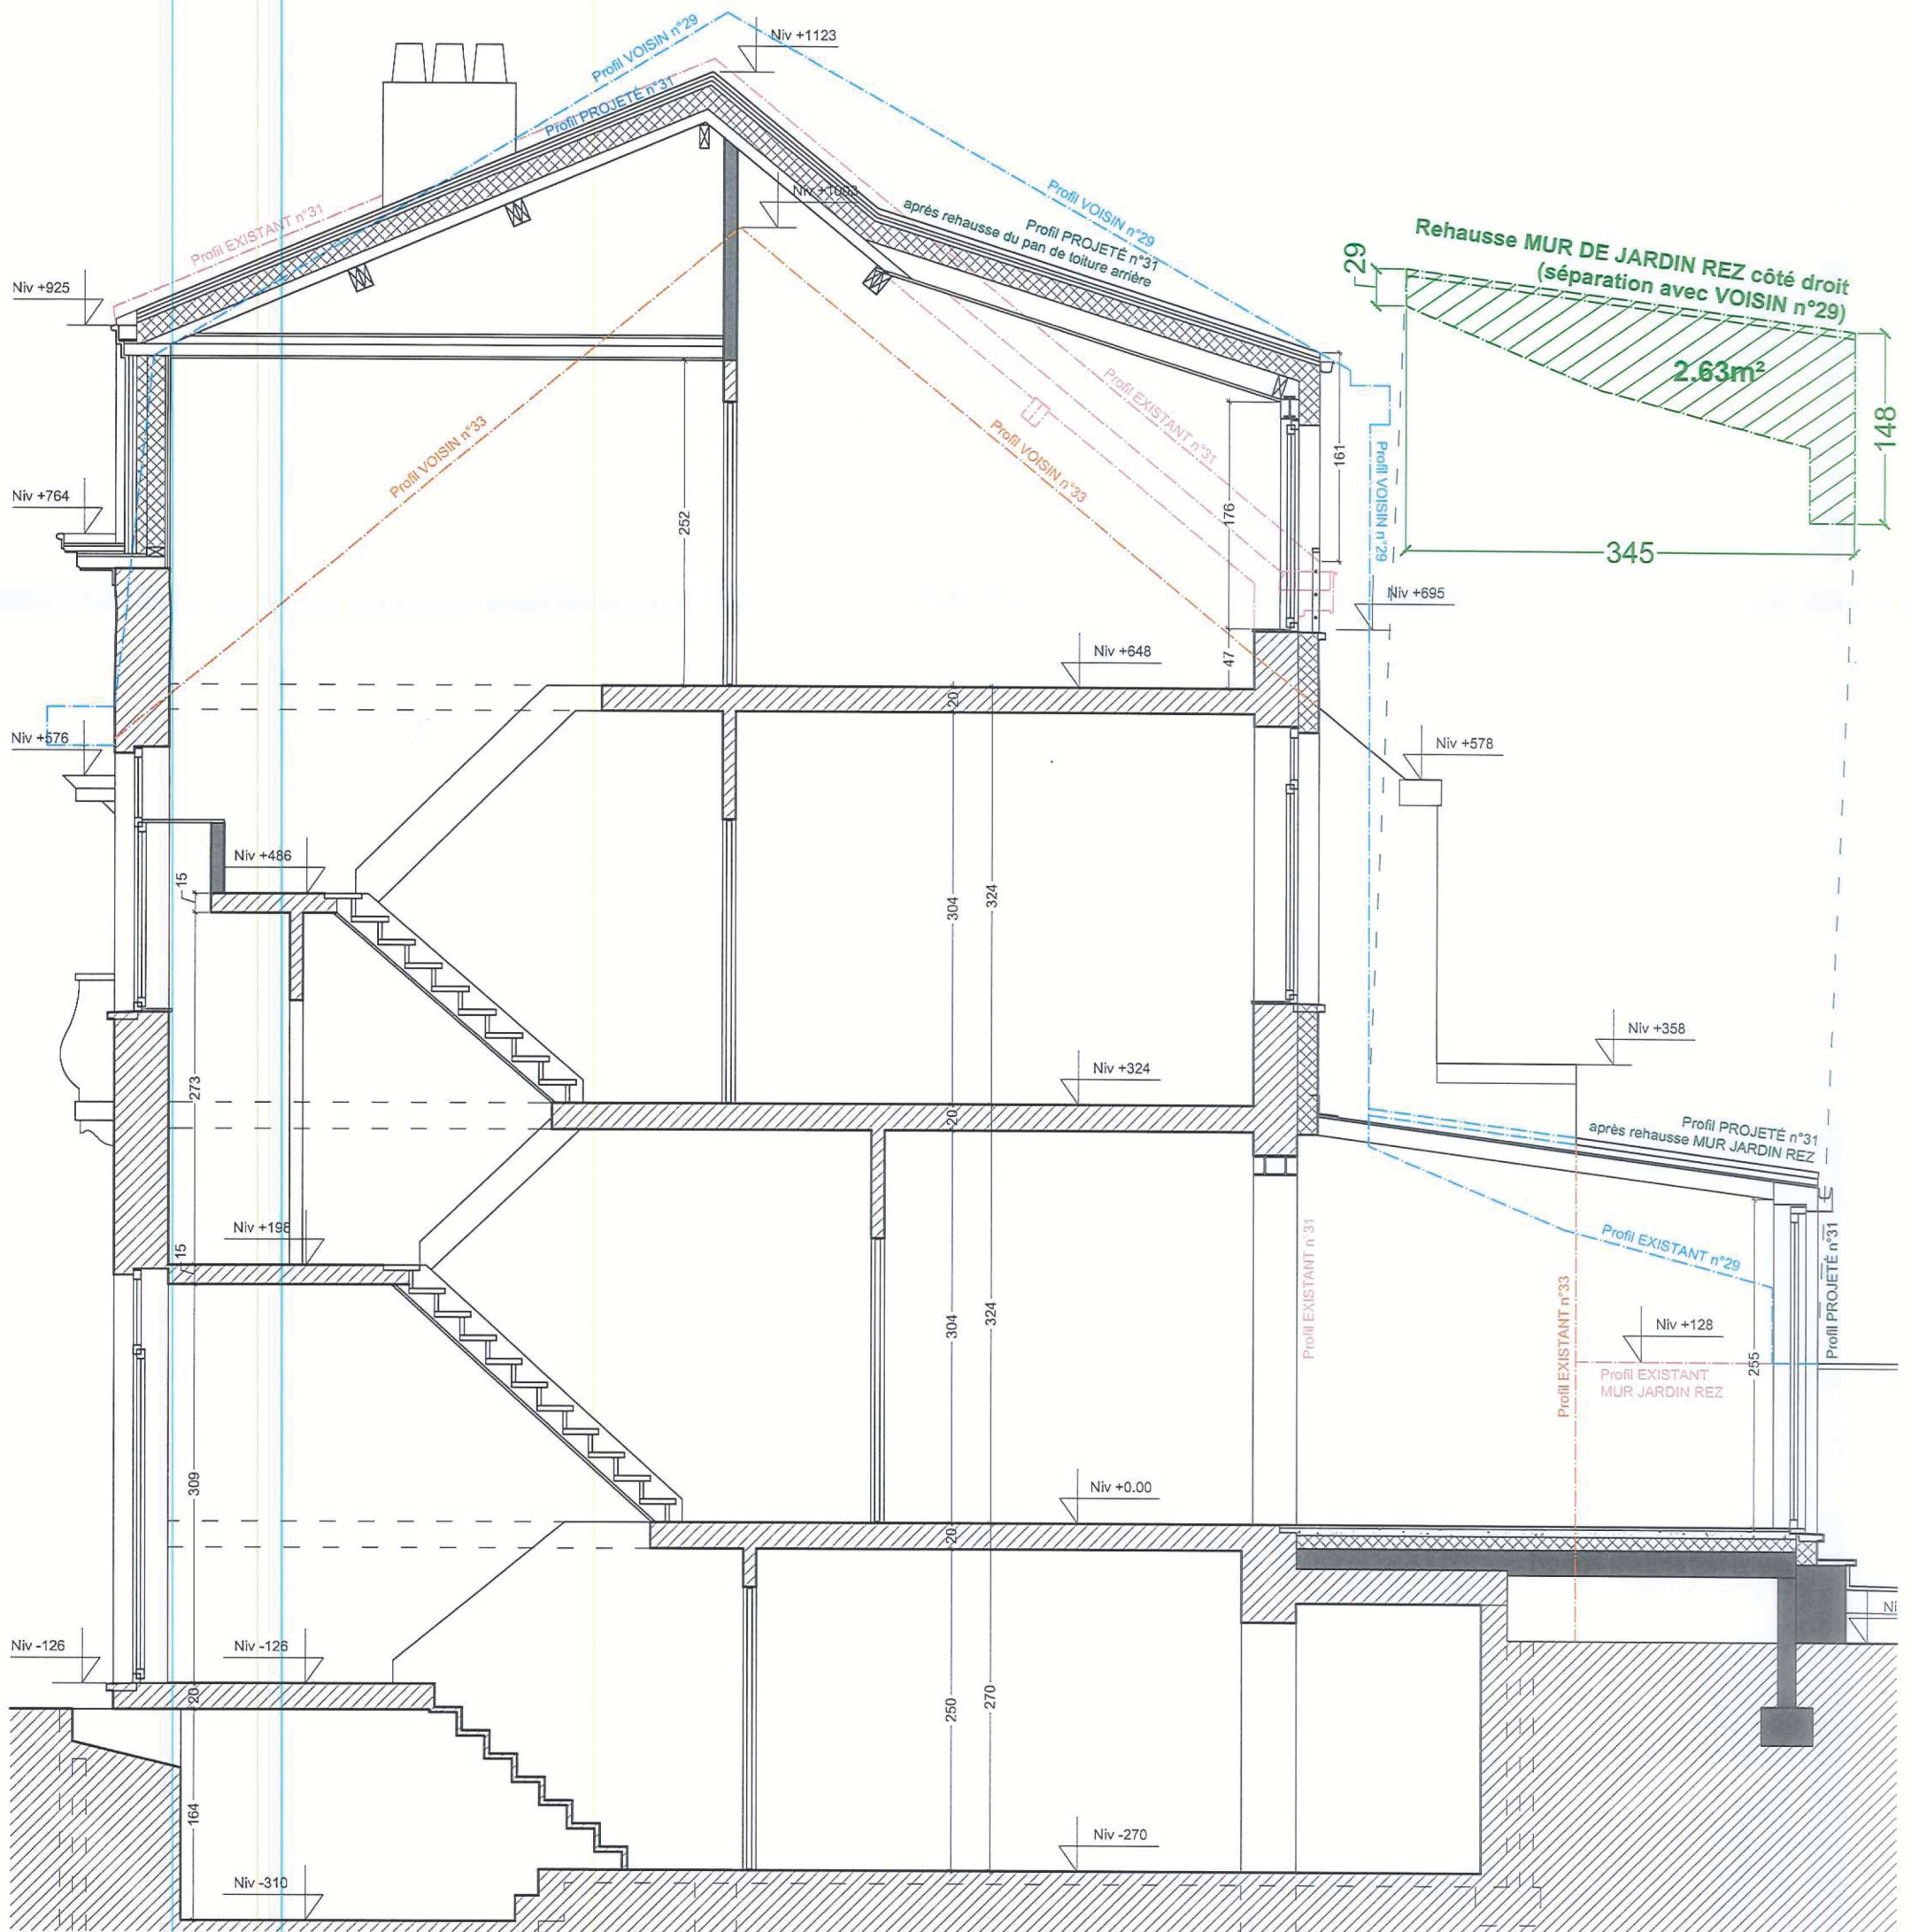 Profil VOISIN n°29
Niv +1123
Profil PROJETÉ n°31
Niv +1003
Profil EXISTANT n°31
Profil VOISIN n°29
Profil PROJETÉ n°31
après rehausse du pan de toiture arrière
Rehausse MUR DE JARDIN REZ côté droit
(séparation avec VOISIN n°29)
29
2.63m²
148
345
Niv +925
Profil EXISTANT n°31
Profil VOISIN n°33
Profil VOISIN n°33
Profil VOISIN n°29
161
176
252
Niv +764
Niv +695
47
Niv +648
20
Niv +576
Niv +578
Niv +486
15
304
324
273
Niv +358
Niv +324
20
Profil PROJETÉ n°31
après rehausse MUR JARDIN REZ
Niv +198
15
Profil EXISTANT n°31
Profil EXISTANT n°29
Profil PROJETÉ n°31
Profil EXISTANT n°33
304
324
Niv +128
255
Profil EXISTANT
MUR JARDIN REZ
309
Niv +0.00
20
Ni
Niv -126
Niv -126
20
250
270
164
Niv -270
Niv -310